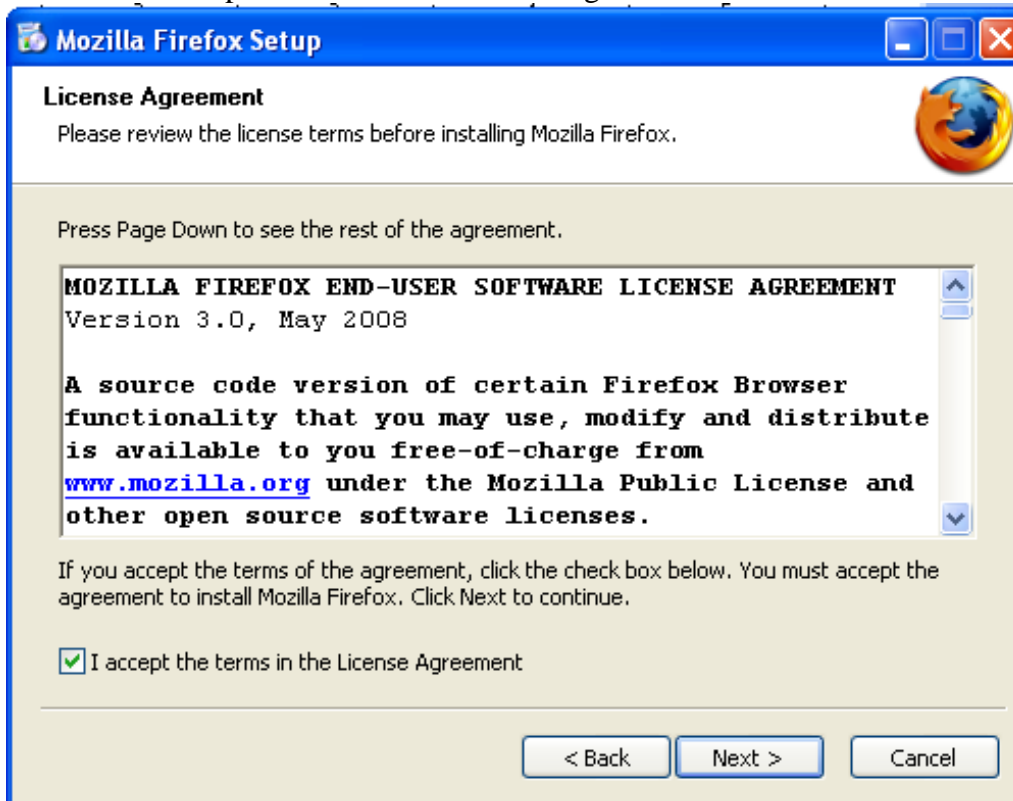 Mozilla Firefox Setup
License Agreement
Please review the license terms before installing Mozilla Firefox.
Press Page Down to see the rest of the agreement.
MOZILLA FIREFOX END-USER SOFTWARE LICENSE AGREEMENT
Version 3.0, May 2008
A source code version of certain Firefox Browser
functionality that you may use, modify and distribute
is available to you free-of-charge from
www.mozilla.org under the Mozilla Public License and
other open source software licenses.
If you accept the terms of the agreement, click the check box below. You must accept the
agreement to install Mozilla Firefox. Click Next to continue.
I accept the terms in the License Agreement
< Back Next > Cancel